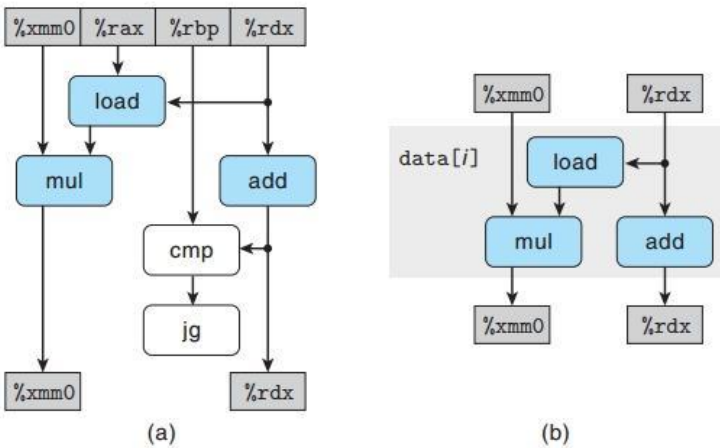 %xmm0 %rax %rbp %rdx
load
mul add
cmp
jg
%xmm0 %rdx
(a)
%xmm0 %rdx
data[i] load
mul add
%xmm0 %rdx
(b)